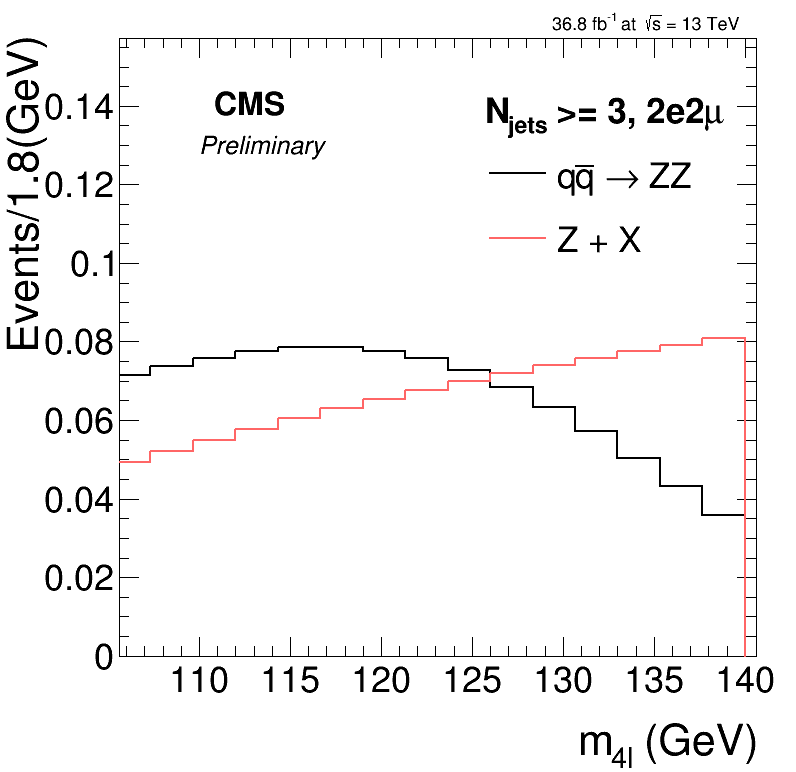 36.8 fb⁻¹ at √s = 13 TeV
CMS
Preliminary
N_jets >= 3, 2e2μ
qq̅ → ZZ
Z + X
Events/1.8(GeV)
0.14
0.12
0.1
0.08
0.06
0.04
0.02
0
110 115 120 125 130 135 140
m_4l (GeV)